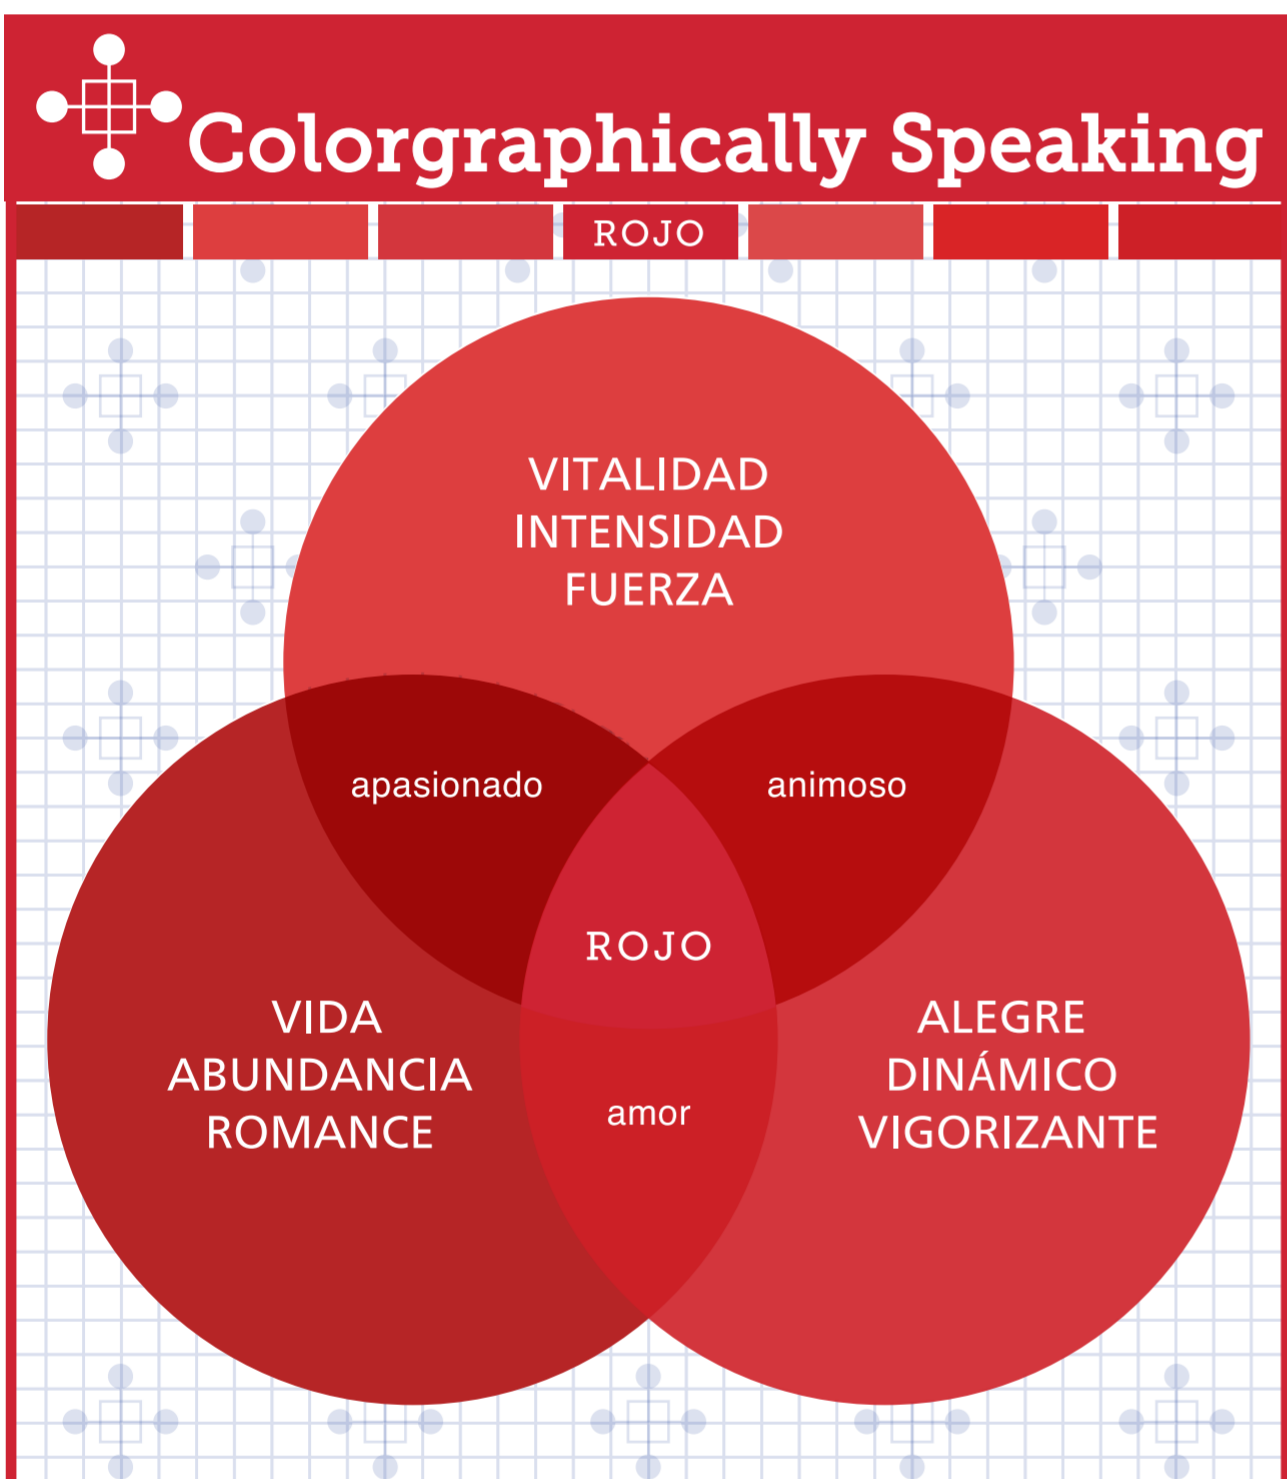 Colorgraphically Speaking
ROJO
VITALIDAD
INTENSIDAD
FUERZA
apasionado
animoso
ROJO
VIDA
ABUNDANCIA
ROMANCE
ALEGRE
DINÁMICO
VIGORIZANTE
amor